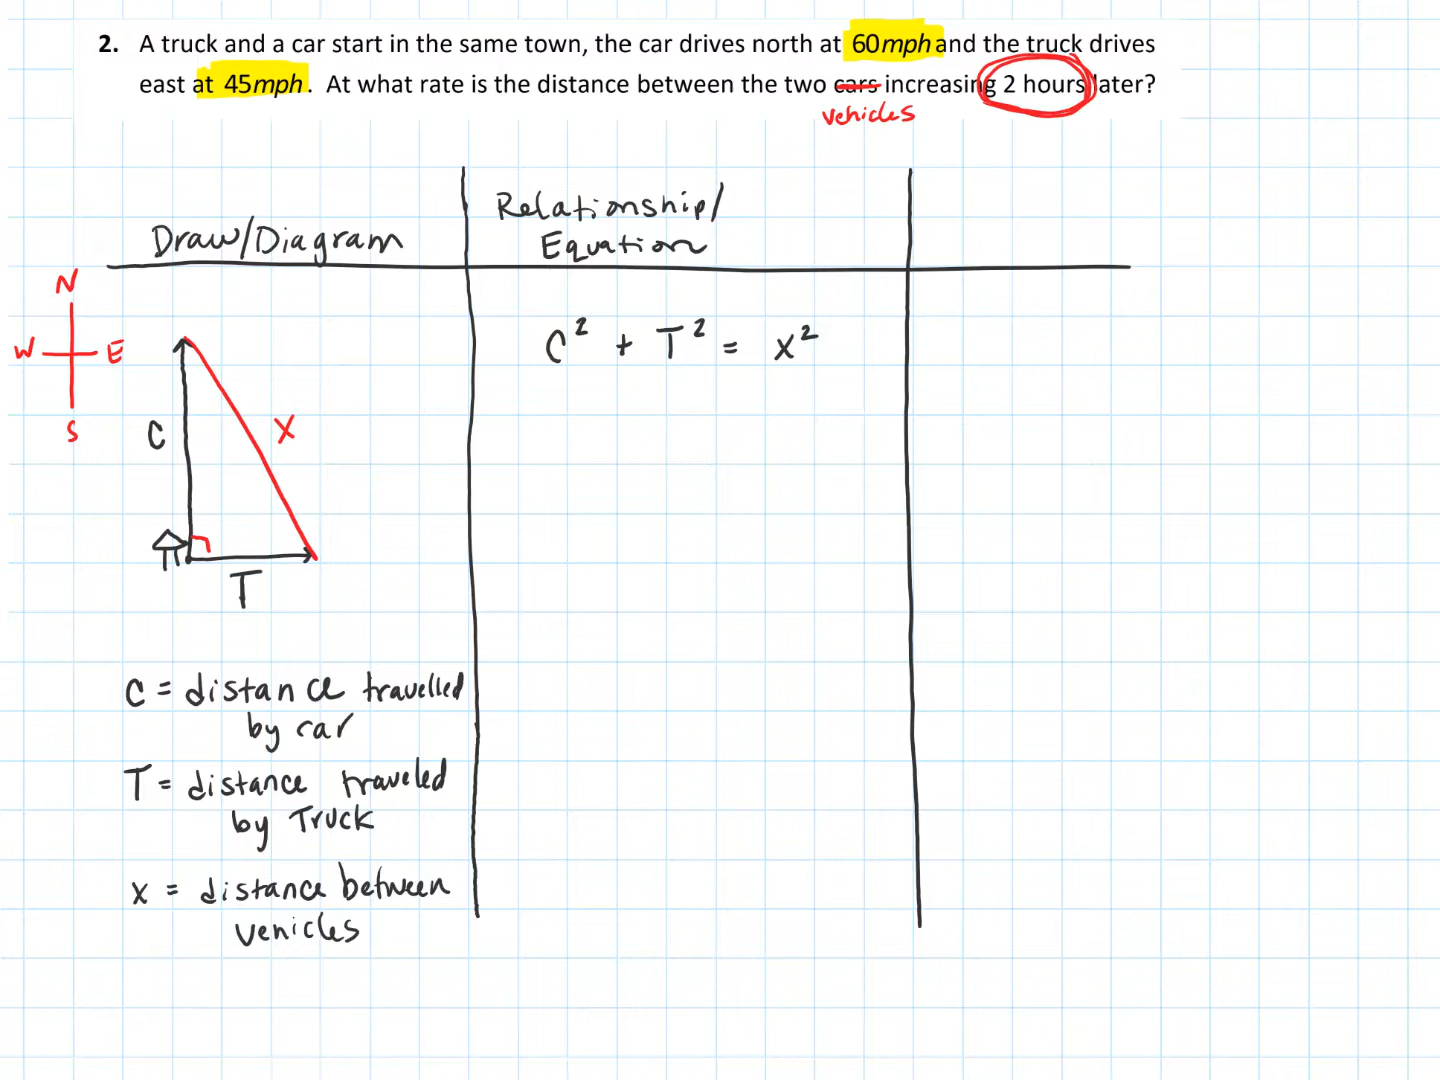 2. A truck and a car start in the same town, the car drives north at 60mph and the truck drives
east at 45mph. At what rate is the distance between the two cars increasing 2 hours later?
vehicles
Draw/Diagram
Relationship/
Equation
N
W E
S
C
X
T
C² + T² = x²
C = distance travelled
by car
T = distance traveled
by Truck
x = distance between
vehicles